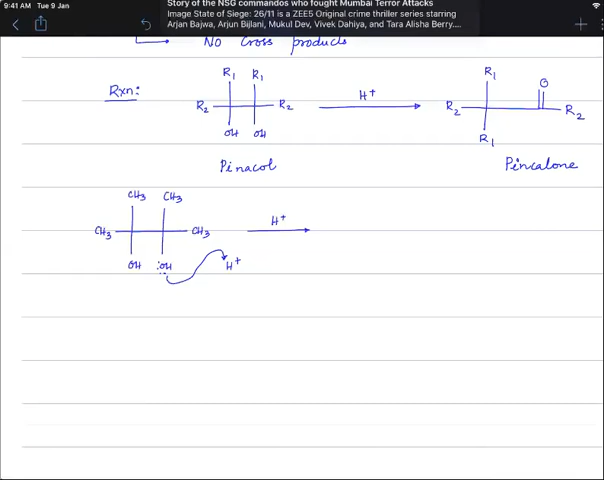 9:41 AM Tue 9 Jan
Story of the NSG commandos who fought Mumbai Terror Attacks
Image State of Siege: 26/11 is a ZEE5 Original crime thriller series starring
Arjan Bajwa, Arjun Bijlani, Mukul Dev, Vivek Dahiya, and Tara Alisha Berry....
No Cross products
Rxn:
R1 R1
R2 R2
OH OH
H+
R1 O
R2 R2
R1
Pinacol
Pincalone
CH3 CH3
CH3 CH3
OH :OH
H+
H+